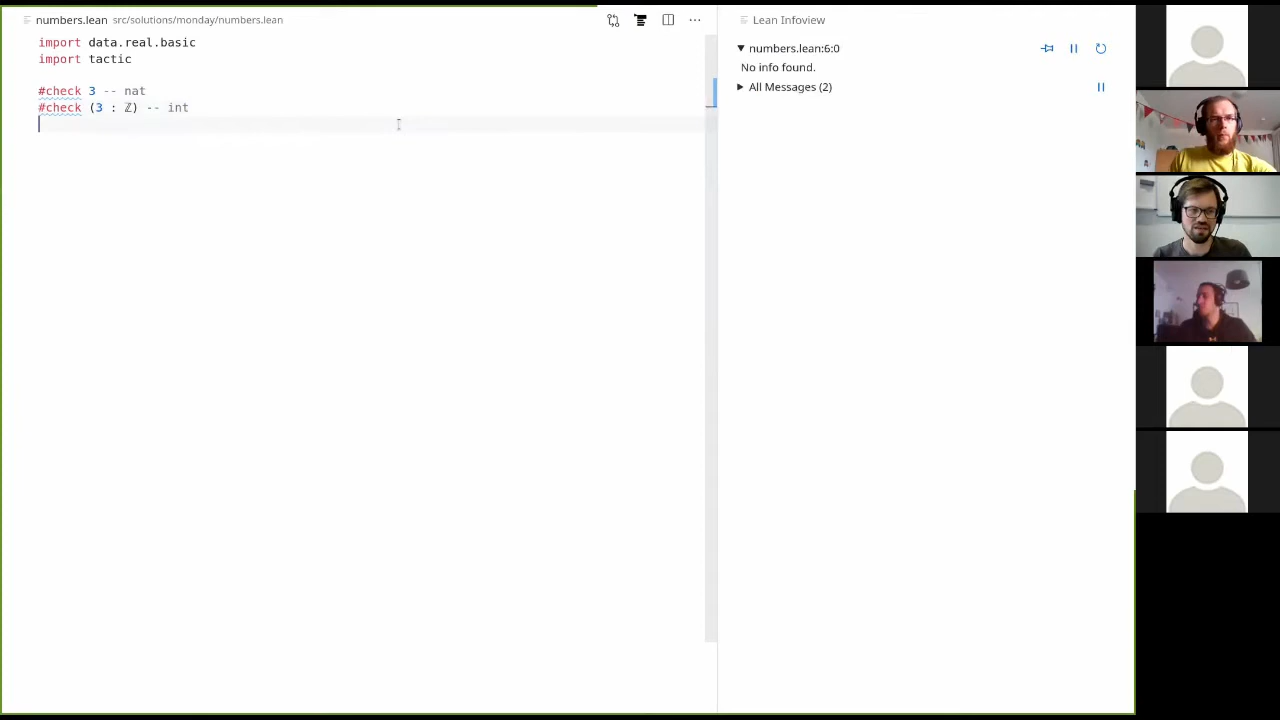 numbers.lean src/solutions/monday/numbers.lean
import data.real.basic
import tactic
#check 3 -- nat
#check (3 : ℤ) -- int
Lean Infoview
numbers.lean:6:0
No info found.
All Messages (2)